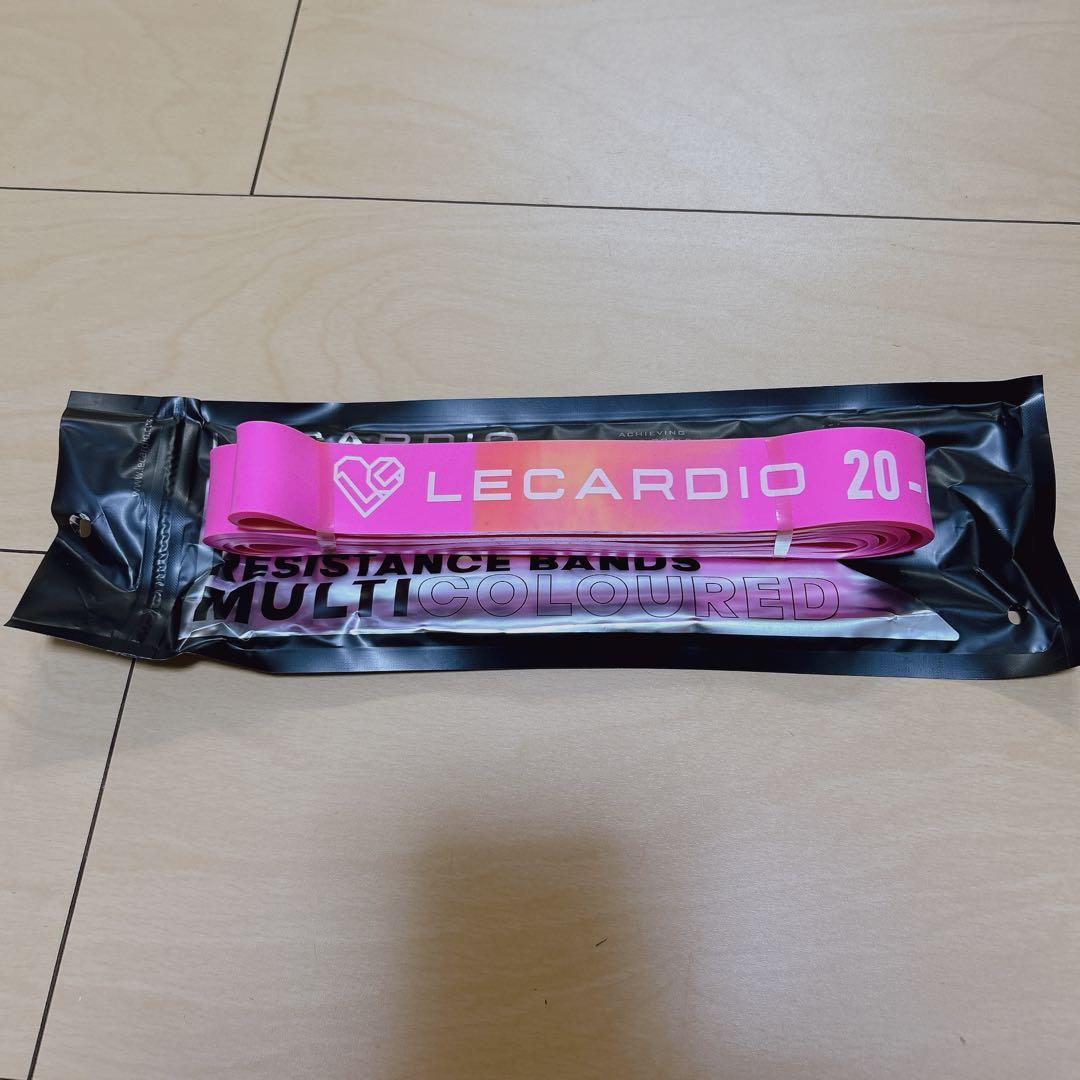 LECARDIO 20-
ACHIEVING
RESISTANCE BANDS
MULTICOLOURED